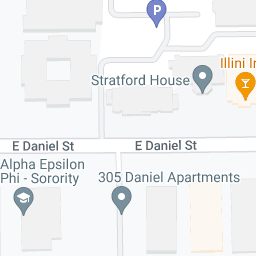 P
Stratford House
Illini In
E Daniel St
E Daniel St
Alpha Epsilon
Phi - Sorority
305 Daniel Apartments